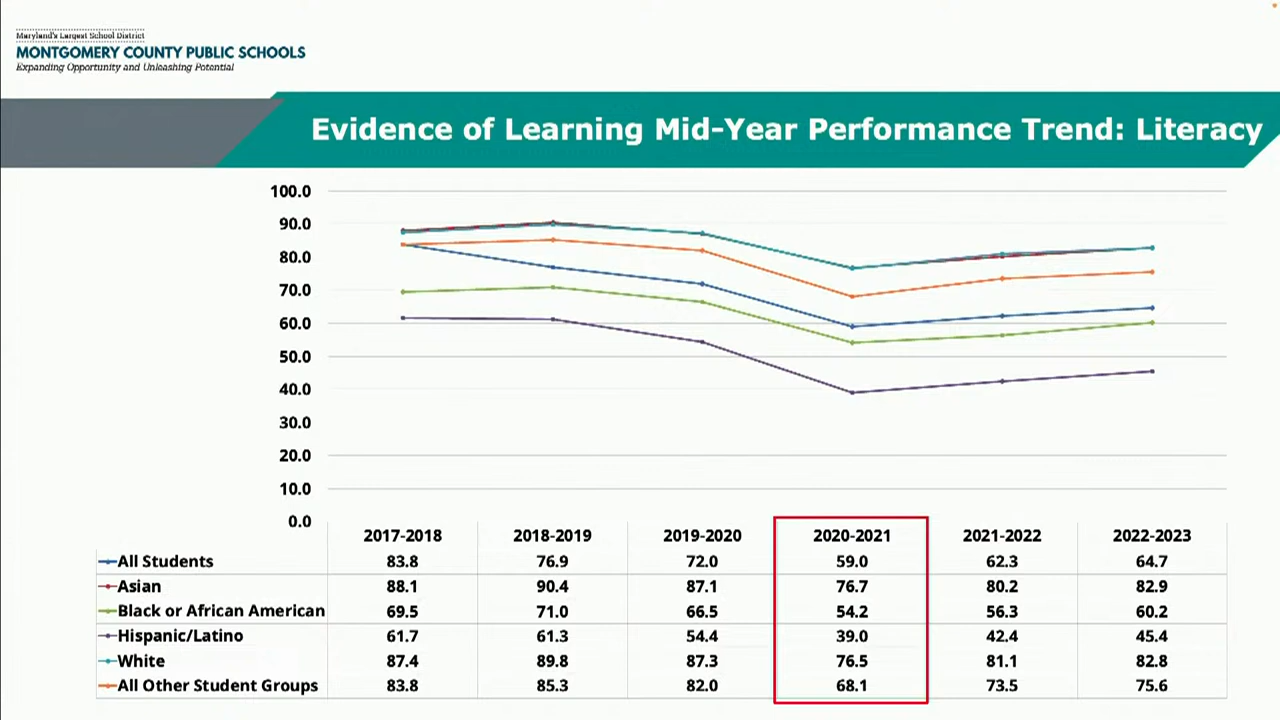 Maryland's Largest School District
MONTGOMERY COUNTY PUBLIC SCHOOLS
Expanding Opportunity and Unleashing Potential
Evidence of Learning Mid-Year Performance Trend: Literacy
100.0
90.0
80.0
70.0
60.0
50.0
40.0
30.0
20.0
10.0
0.0
2017-2018 2018-2019 2019-2020 2020-2021 2021-2022 2022-2023
All Students 83.8 76.9 72.0 59.0 62.3 64.7
Asian 88.1 90.4 87.1 76.7 80.2 82.9
Black or African American 69.5 71.0 66.5 54.2 56.3 60.2
Hispanic/Latino 61.7 61.3 54.4 39.0 42.4 45.4
White 87.4 89.8 87.3 76.5 81.1 82.8
All Other Student Groups 83.8 85.3 82.0 68.1 73.5 75.6